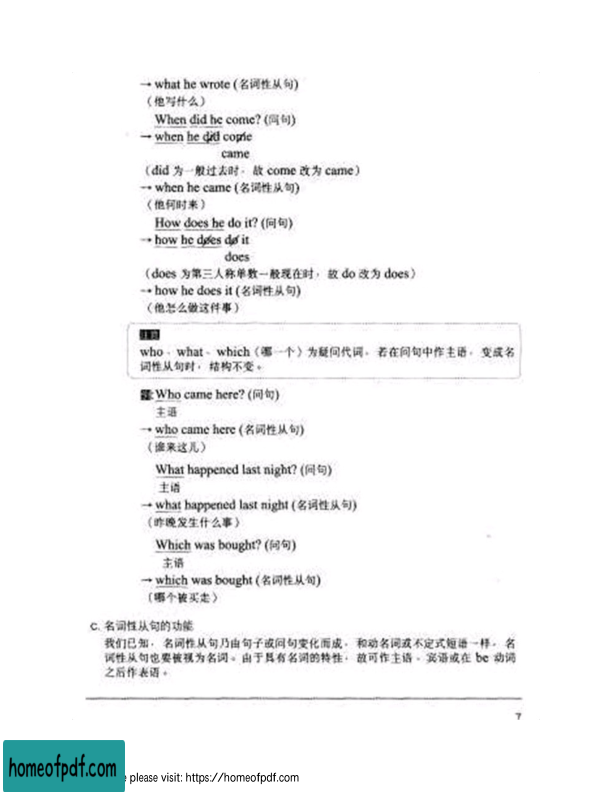 → what he wrote (名词性从句)
(他写什么)
When did he come? (问句)
→ when he did come
came
(did 为一般过去时，故 come 改为 came)
→ when he came (名词性从句)
(他何时来)
How does he do it? (问句)
→ how he does do it
does
(does 为第三人称单数一般现在时，故 do 改为 does)
→ how he does it (名词性从句)
(他怎么做这件事)
注意
who、what、which (哪一个) 为疑问代词，若在问句中作主语，变成名
词性从句时，结构不变。
Who came here? (问句)
主语
→ who came here (名词性从句)
(谁来这儿)
What happened last night? (问句)
主语
→ what happened last night (名词性从句)
(昨晚发生什么事)
Which was bought? (问句)
主语
→ which was bought (名词性从句)
(哪个被买走)
C. 名词性从句的功能
我们已知，名词性从句乃由句子或问句变化而成，和动名词或不定式短语一样，名
词性从句也要被视为名词。由于具有名词的特性，故可作主语、宾语或在 be 动词
之后作表语。
7
homeofpdf.com
e please visit: https://homeofpdf.com